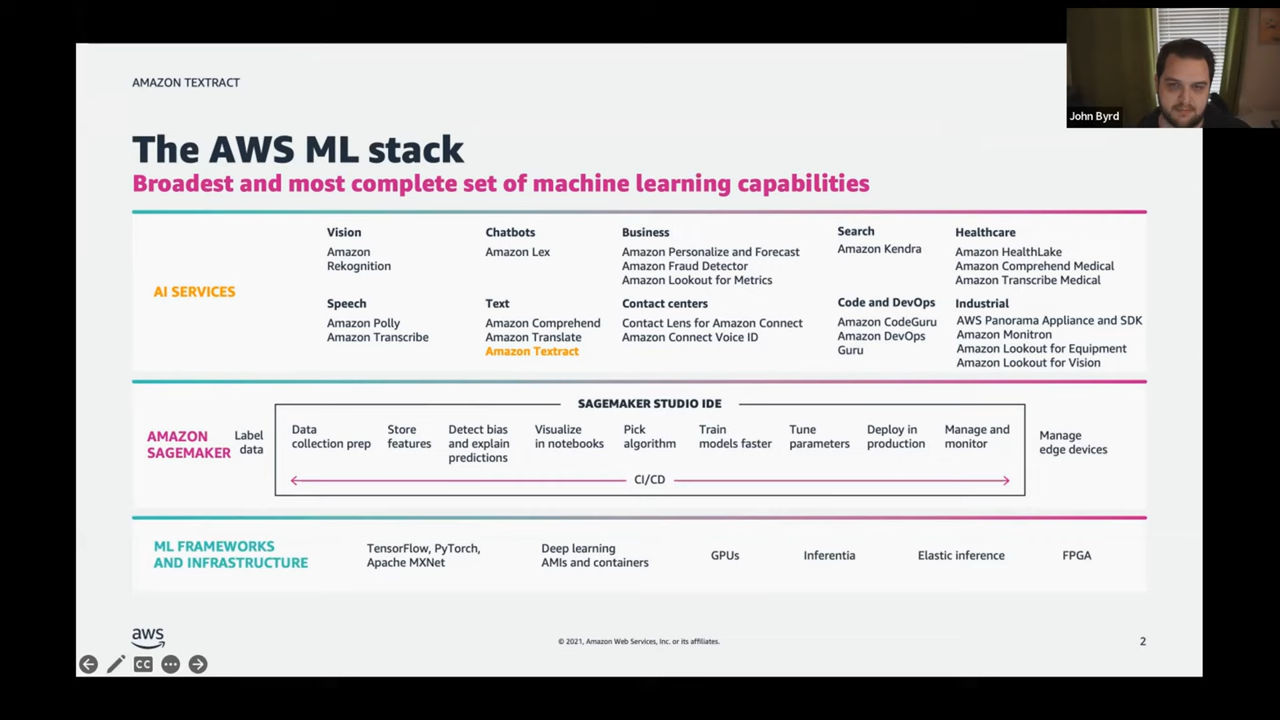 AMAZON TEXTRACT
John Byrd
The AWS ML stack
Broadest and most complete set of machine learning capabilities
AI SERVICES
Vision
Amazon
Rekognition
Chatbots
Amazon Lex
Business
Amazon Personalize and Forecast
Amazon Fraud Detector
Amazon Lookout for Metrics
Search
Amazon Kendra
Healthcare
Amazon HealthLake
Amazon Comprehend Medical
Amazon Transcribe Medical
Speech
Amazon Polly
Amazon Transcribe
Text
Amazon Comprehend
Amazon Translate
Amazon Textract
Contact centers
Contact Lens for Amazon Connect
Amazon Connect Voice ID
Code and DevOps
Amazon CodeGuru
Amazon DevOps
Guru
Industrial
AWS Panorama Appliance and SDK
Amazon Monitron
Amazon Lookout for Equipment
Amazon Lookout for Vision
AMAZON
SAGEMAKER
Label
data
SAGEMAKER STUDIO IDE
Data
collection prep
Store
features
Detect bias
and explain
predictions
Visualize
in notebooks
Pick
algorithm
Train
models faster
Tune
parameters
Deploy in
production
Manage and
monitor
CI/CD
Manage
edge devices
ML FRAMEWORKS
AND INFRASTRUCTURE
TensorFlow, PyTorch,
Apache MXNet
Deep learning
AMIs and containers
GPUs
Inferentia
Elastic inference
FPGA
aws
© 2021, Amazon Web Services, Inc. or its affiliates.
2
CC